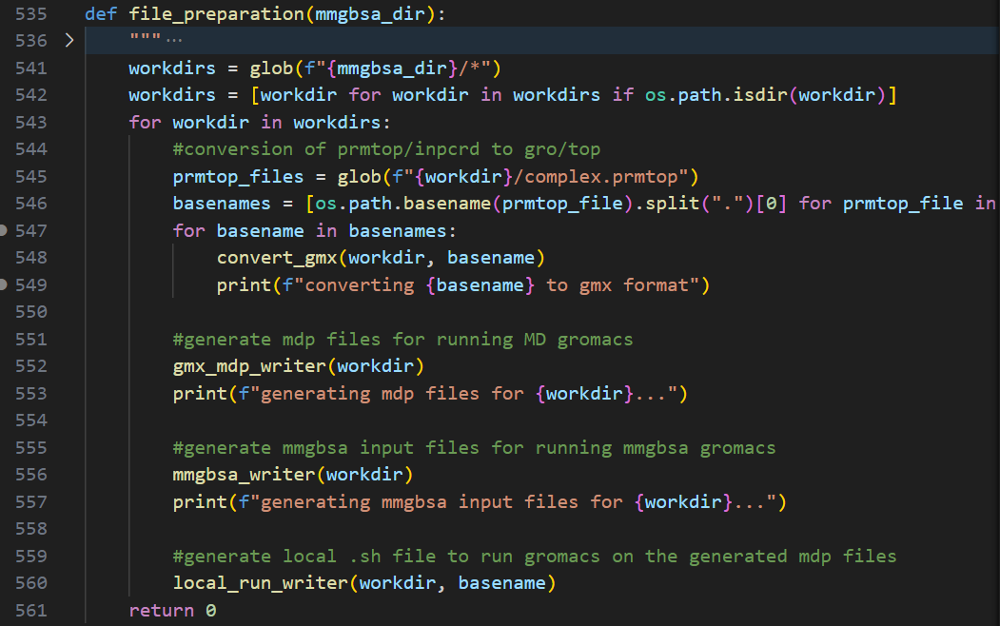 535 def file_preparation(mmgbsa_dir):
536 > """ ...
541 workdirs = glob(f"{mmgbsa_dir}/*")
542 workdirs = [workdir for workdir in workdirs if os.path.isdir(workdir)]
543 for workdir in workdirs:
544 #conversion of prmtop/inpcrd to gro/top
545 prmtop_files = glob(f"{workdir}/complex.prmtop")
546 basenames = [os.path.basename(prmtop_file).split(".")[0] for prmtop_file in
547 for basename in basenames:
548 convert_gmx(workdir, basename)
549 print(f"converting {basename} to gmx format")
550
551 #generate mdp files for running MD gromacs
552 gmx_mdp_writer(workdir)
553 print(f"generating mdp files for {workdir}...")
554
555 #generate mmgbsa input files for running mmgbsa gromacs
556 mmgbsa_writer(workdir)
557 print(f"generating mmgbsa input files for {workdir}...")
558
559 #generate local .sh file to run gromacs on the generated mdp files
560 local_run_writer(workdir, basename)
561 return 0